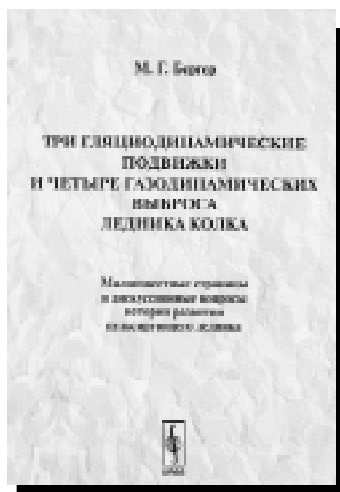 М. Г. Бергер
ТРИ ГЛЯЦИОДИНАМИЧЕСКИЕ
ПОДВИЖКИ
И ЧЕТЫРЕ ГАЗОДИНАМИЧЕСКИХ
ВЫБРОСА
ЛЕДНИКА КОЛКА
Малоизвестные страницы
и дискуссионные вопросы
истории развития
пульсирующего ледника